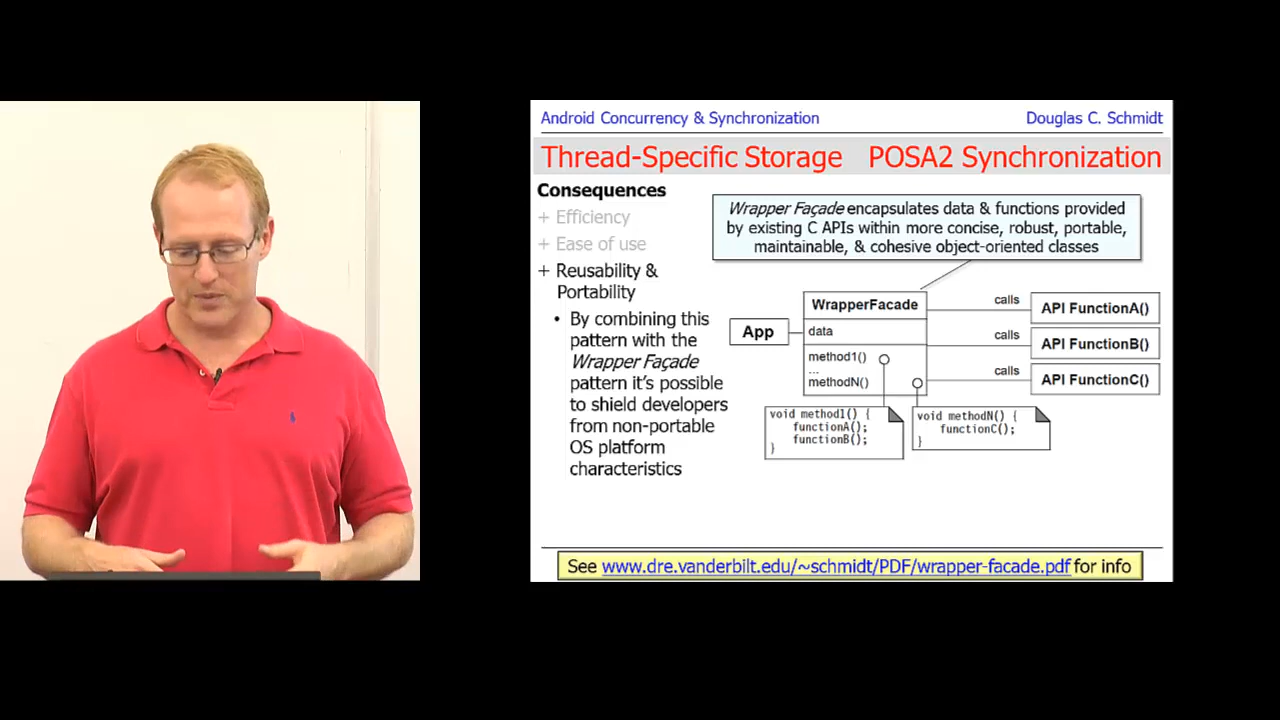 Android Concurrency & Synchronization
Douglas C. Schmidt
Thread-Specific Storage POSA2 Synchronization
Consequences
+ Efficiency
+ Ease of use
+ Reusability &
Portability
• By combining this
pattern with the
Wrapper Façade
pattern it's possible
to shield developers
from non-portable
OS platform
characteristics
Wrapper Façade encapsulates data & functions provided
by existing C APIs within more concise, robust, portable,
maintainable, & cohesive object-oriented classes
App
WrapperFacade
data
method1()
...
methodN()
calls
API FunctionA()
calls
API FunctionB()
calls
API FunctionC()
void method1() {
functionA();
functionB();
}
void methodN() {
functionC();
}
See www.dre.vanderbilt.edu/~schmidt/PDF/wrapper-facade.pdf for info